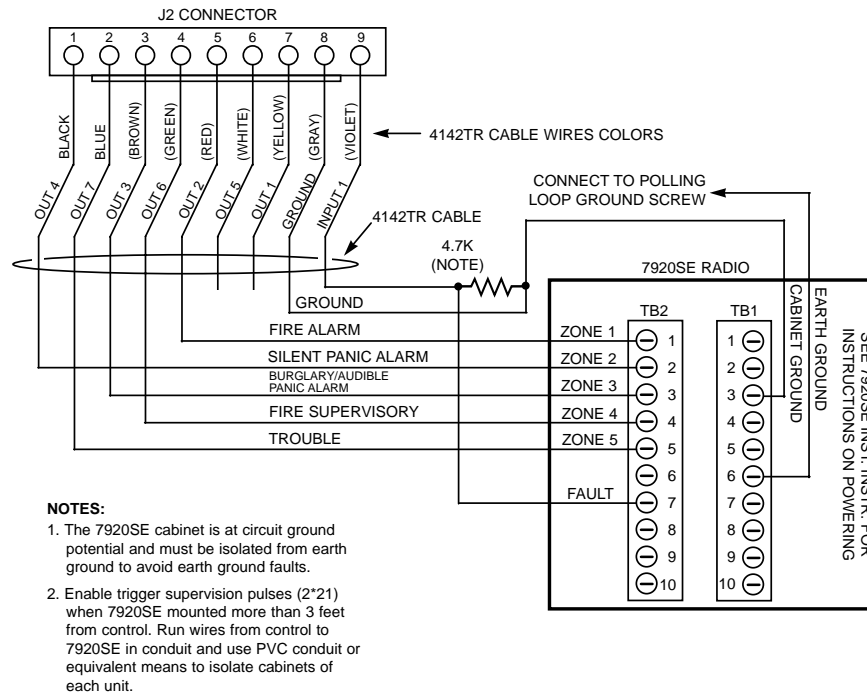 J2 CONNECTOR
1 2 3 4 5 6 7 8 9
BLACK
BLUE
(BROWN)
(GREEN)
(RED)
(WHITE)
(YELLOW)
(GRAY)
(VIOLET)
4142TR CABLE WIRES COLORS
OUT 4
OUT 7
OUT 3
OUT 6
OUT 2
OUT 5
OUT 1
GROUND
INPUT 1
CONNECT TO POLLING
LOOP GROUND SCREW
4142TR CABLE
4.7K
(NOTE)
7920SE RADIO
GROUND
FIRE ALARM
SILENT PANIC ALARM
BURGLARY/AUDIBLE
PANIC ALARM
FIRE SUPERVISORY
TROUBLE
ZONE 1
ZONE 2
ZONE 3
ZONE 4
ZONE 5
FAULT
TB2
1
2
3
4
5
6
7
8
9
10
TB1
1
2
3
4
5
6
7
8
9
10
CABINET GROUND
EARTH GROUND
SEE 7920SE INST. INSTR. FOR
INSTRUCTIONS ON POWERING
NOTES:
1. The 7920SE cabinet is at circuit ground
potential and must be isolated from earth
ground to avoid earth ground faults.
2. Enable trigger supervision pulses (2*21)
when 7920SE mounted more than 3 feet
from control. Run wires from control to
7920SE in conduit and use PVC conduit or
equivalent means to isolate cabinets of
each unit.